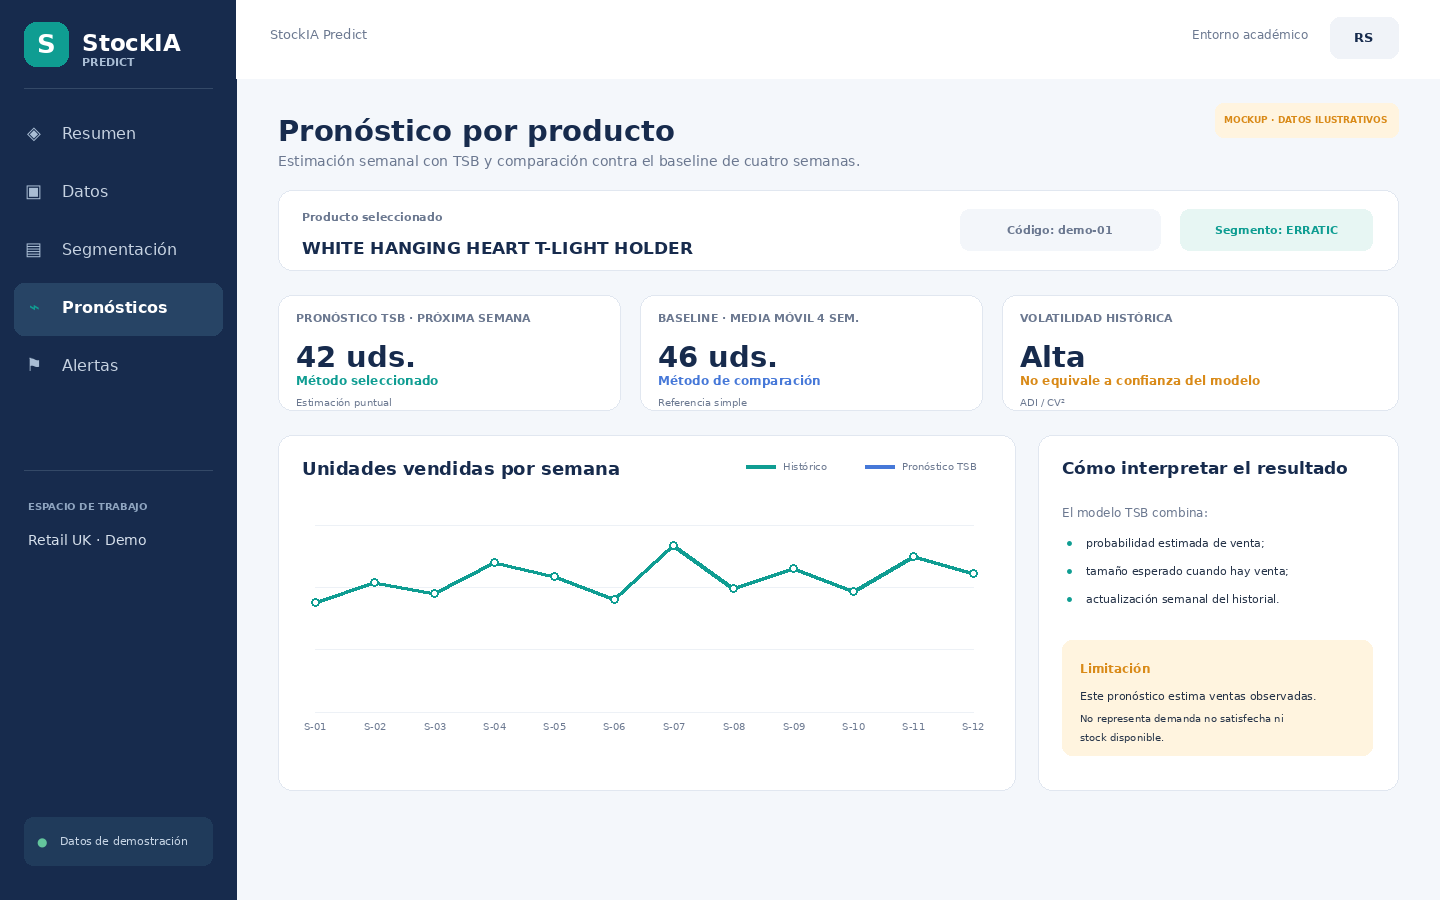 S
StockIA
PREDICT
Resumen
Datos
Segmentación
Pronósticos
Alertas
ESPACIO DE TRABAJO
Retail UK · Demo
Datos de demostración
StockIA Predict
Entorno académico
RS
Pronóstico por producto
MOCKUP · DATOS ILUSTRATIVOS
Estimación semanal con TSB y comparación contra el baseline de cuatro semanas.
Producto seleccionado
WHITE HANGING HEART T-LIGHT HOLDER
Código: demo-01
Segmento: ERRATIC
PRONÓSTICO TSB · PRÓXIMA SEMANA
42 uds.
Método seleccionado
Estimación puntual
BASELINE · MEDIA MÓVIL 4 SEM.
46 uds.
Método de comparación
Referencia simple
VOLATILIDAD HISTÓRICA
Alta
No equivale a confianza del modelo
ADI / CV²
Unidades vendidas por semana
Histórico
Pronóstico TSB
S-01
S-02
S-03
S-04
S-05
S-06
S-07
S-08
S-09
S-10
S-11
S-12
Cómo interpretar el resultado
El modelo TSB combina:
• probabilidad estimada de venta;
• tamaño esperado cuando hay venta;
• actualización semanal del historial.
Limitación
Este pronóstico estima ventas observadas.
No representa demanda no satisfecha ni
stock disponible.